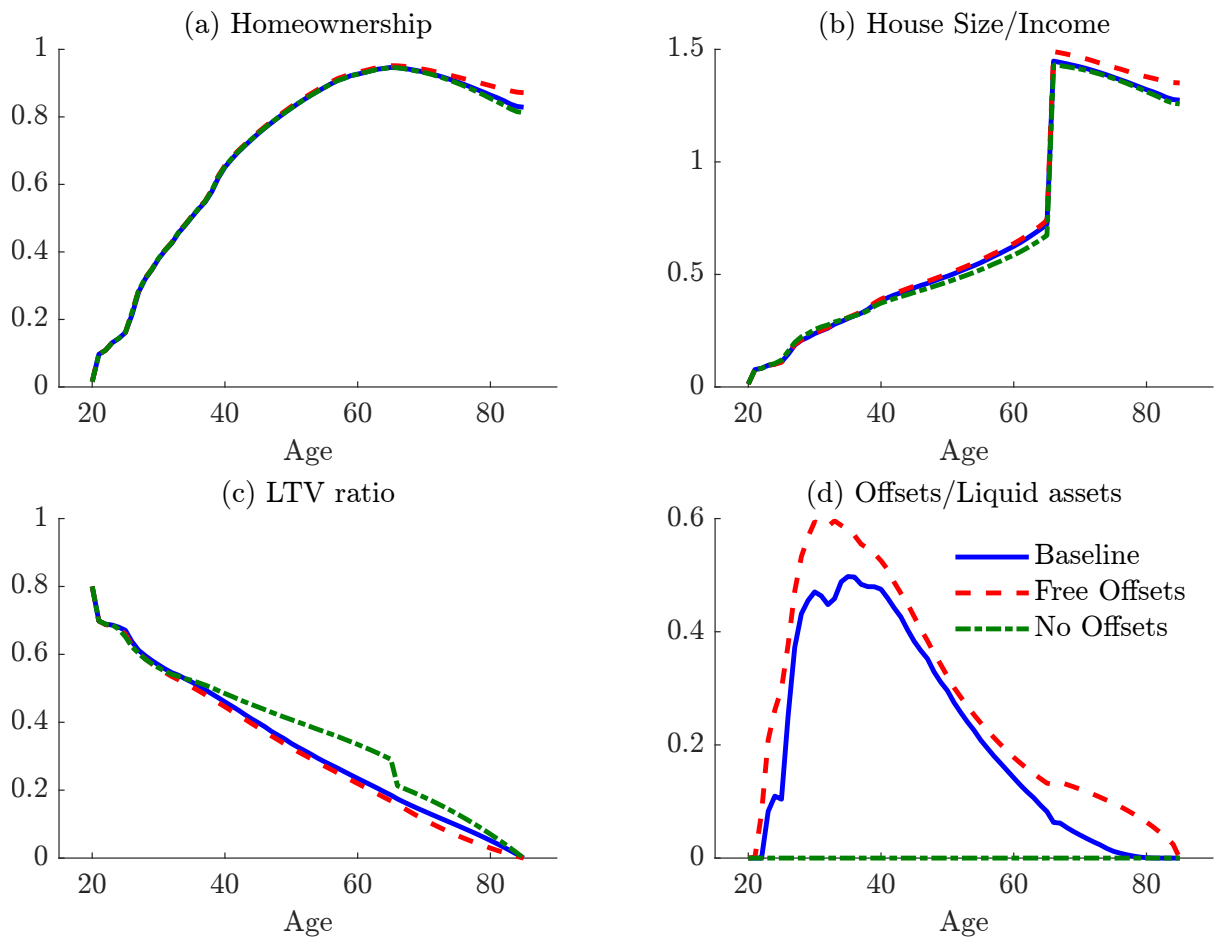 (a) Homeownership
1
0.8
0.6
0.4
0.2
0
20 40 60 80
Age
(b) House Size/Income
1.5
1
0.5
0
20 40 60 80
Age
(c) LTV ratio
1
0.8
0.6
0.4
0.2
0
20 40 60 80
Age
(d) Offsets/Liquid assets
0.6
0.4
0.2
0
Baseline
Free Offsets
No Offsets
20 40 60 80
Age